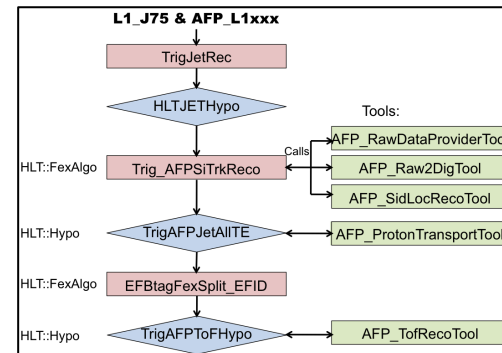 L1_J75 & AFP_L1xxx
TrigJetRec
HLTJETHypo
Tools:
AFP_RawDataProviderTool
Calls
HLT::FexAlgo
Trig_AFPSiTrkReco
AFP_Raw2DigTool
AFP_SidLocRecoTool
HLT::Hypo
TrigAFPJetAllTE
AFP_ProtonTransportTool
HLT::FexAlgo
EFBtagFexSplit_EFID
HLT::Hypo
TrigAFPToFHypo
AFP_TofRecoTool